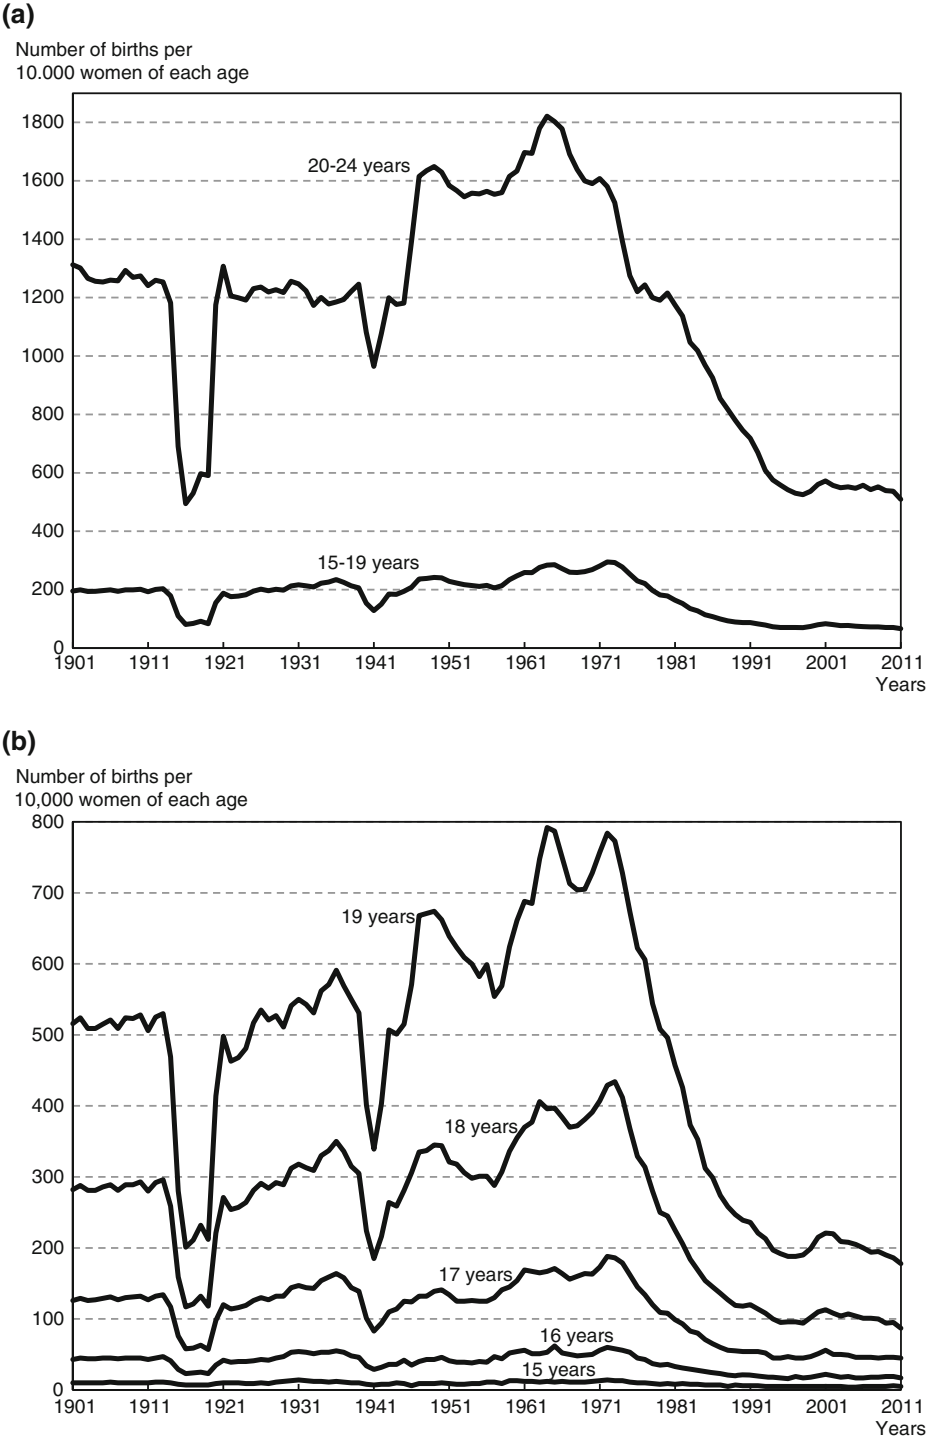 (a)
Number of births per
10.000 women of each age
1800
1600
1400
1200
1000
800
600
400
200
0
20-24 years
15-19 years
1901 1911 1921 1931 1941 1951 1961 1971 1981 1991 2001 2011
Years
(b)
Number of births per
10,000 women of each age
800
700
600
500
400
300
200
100
0
19 years
18 years
17 years
16 years
15 years
1901 1911 1921 1931 1941 1951 1961 1971 1981 1991 2001 2011
Years